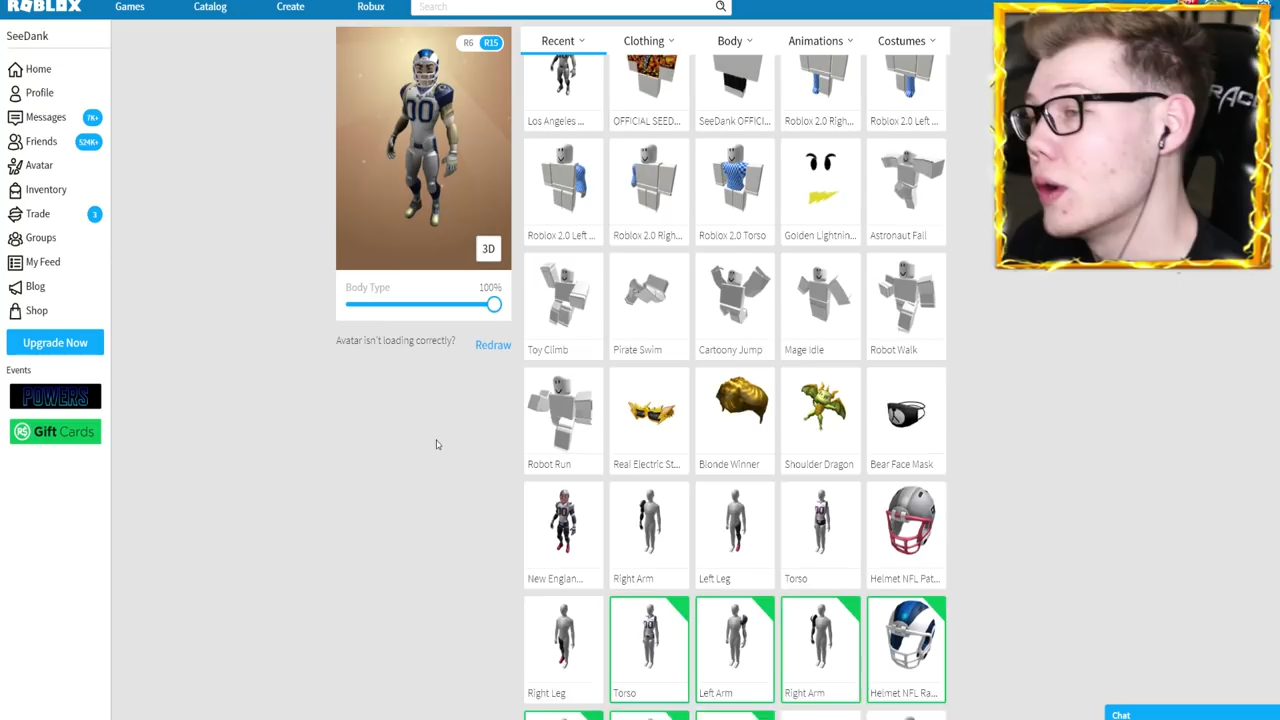 ROBLOX
Games
Catalog
Create
Robux
Search
SeeDank
Home
Profile
Messages 7K+
Friends 524K+
Avatar
Inventory
Trade 3
Groups
My Feed
Blog
Shop
Upgrade Now
Events
POWERS
R$ Gift Cards
R6 R15
00
3D
Body Type 100%
Avatar isn't loading correctly? Redraw
Recent Clothing Body Animations Costumes
Los Angeles ... OFFICIAL SEED... SeeDank OFFICI... Roblox 2.0 Righ... Roblox 2.0 Left ...
Roblox 2.0 Left ... Roblox 2.0 Righ... Roblox 2.0 Torso Golden Lightnin... Astronaut Fall
Toy Climb Pirate Swim Cartoony Jump Mage Idle Robot Walk
Robot Run Real Electric St... Blonde Winner Shoulder Dragon Bear Face Mask
New Englan... Right Arm Left Leg Torso Helmet NFL Pat...
Right Leg Torso Left Arm Right Arm Helmet NFL Ra...
Chat